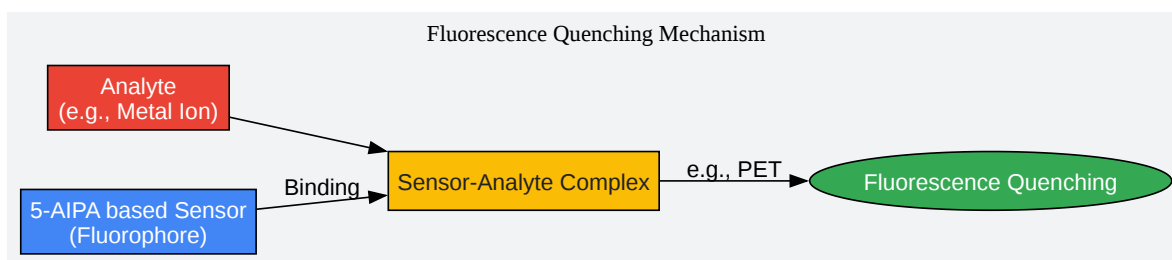 Fluorescence Quenching Mechanism
Analyte
(e.g., Metal Ion)
5-AIPA based Sensor
(Fluorophore)
Binding
Sensor-Analyte Complex
e.g., PET
Fluorescence Quenching